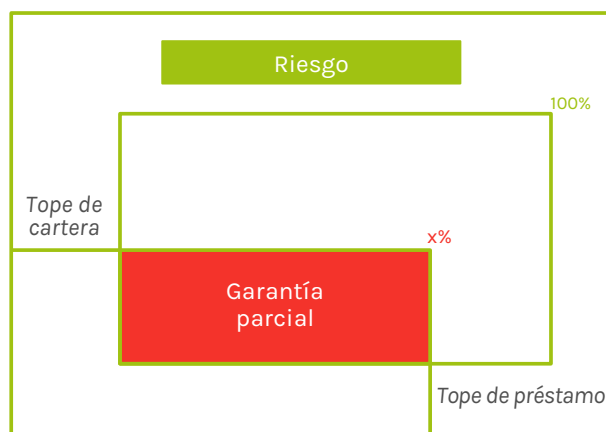 Riesgo
100%
Tope de
cartera
x%
Garantía
parcial
Tope de préstamo